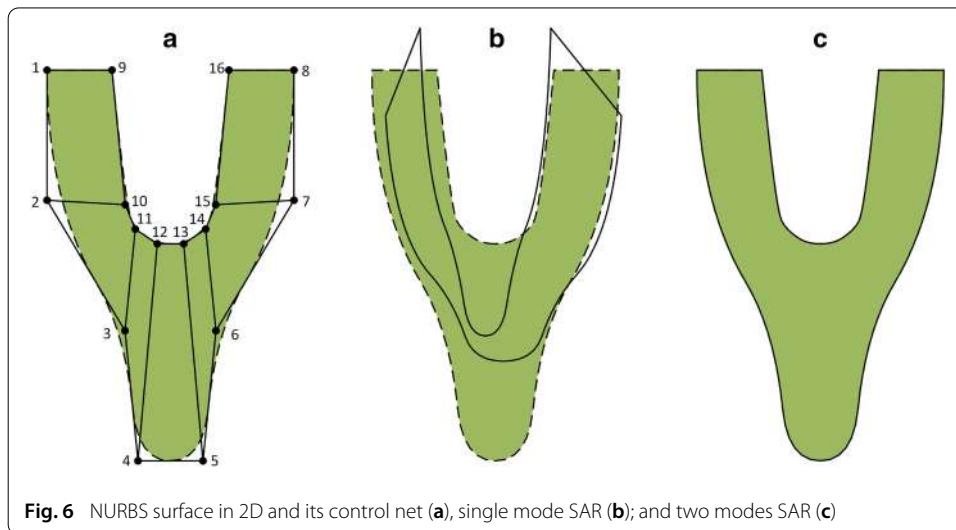 a b c
1 9 16 8
2 10 15 7
11 14
12 13
3 6
4 5
Fig. 6 NURBS surface in 2D and its control net (a), single mode SAR (b); and two modes SAR (c)